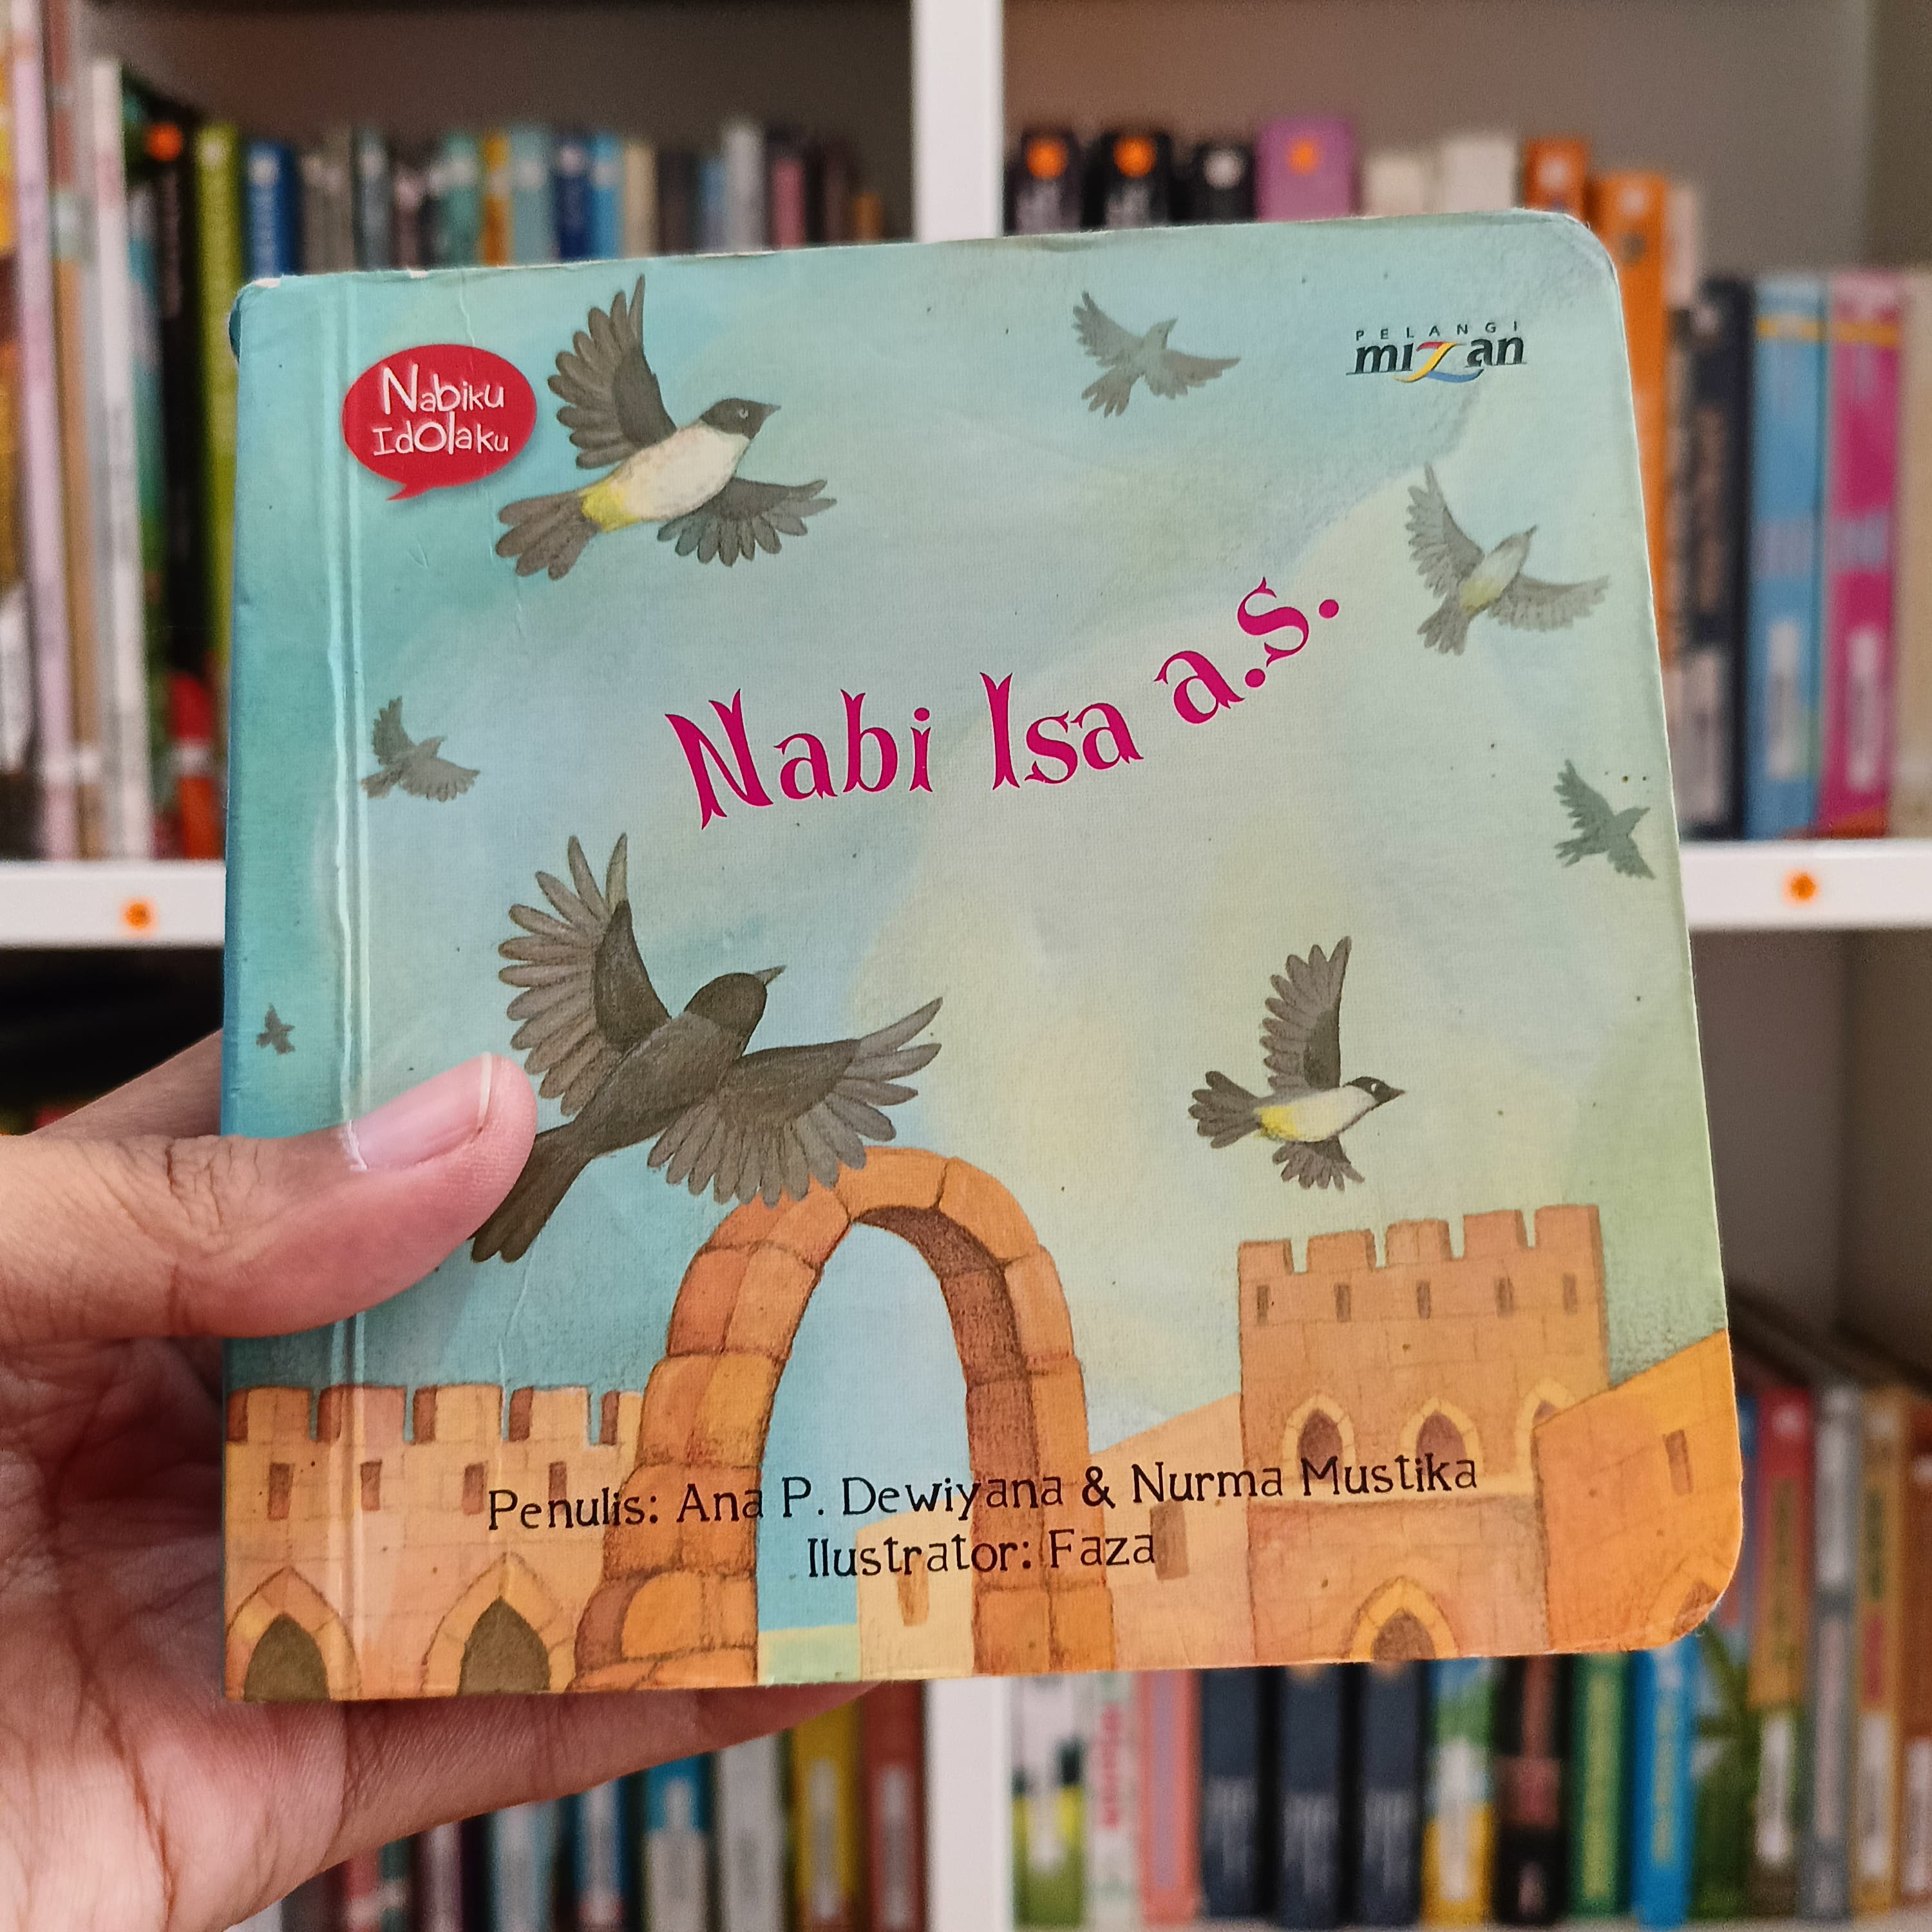 Nabiku
Idolaku
PELANGI
mizan
Nabi Isa a.s.
Penulis: Ana P. Dewiyana & Nurma Mustika
Ilustrator: Faza